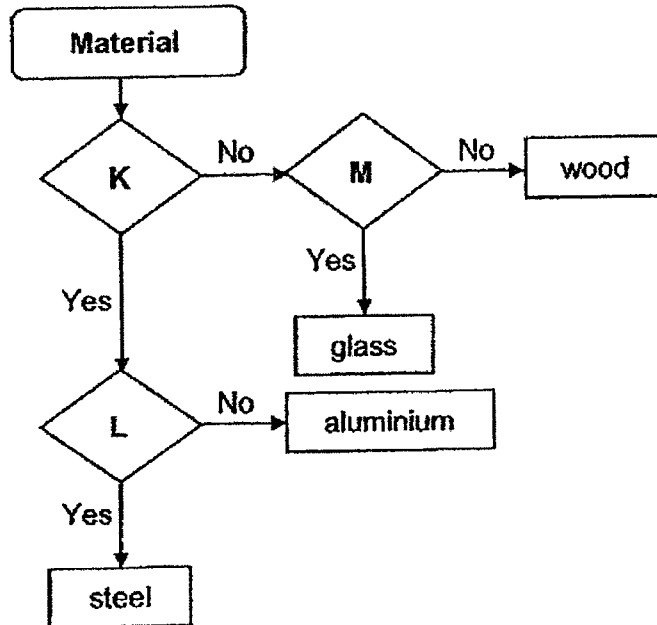 Material
K
No
M
No
wood
Yes
glass
Yes
L
No
aluminium
Yes
steel